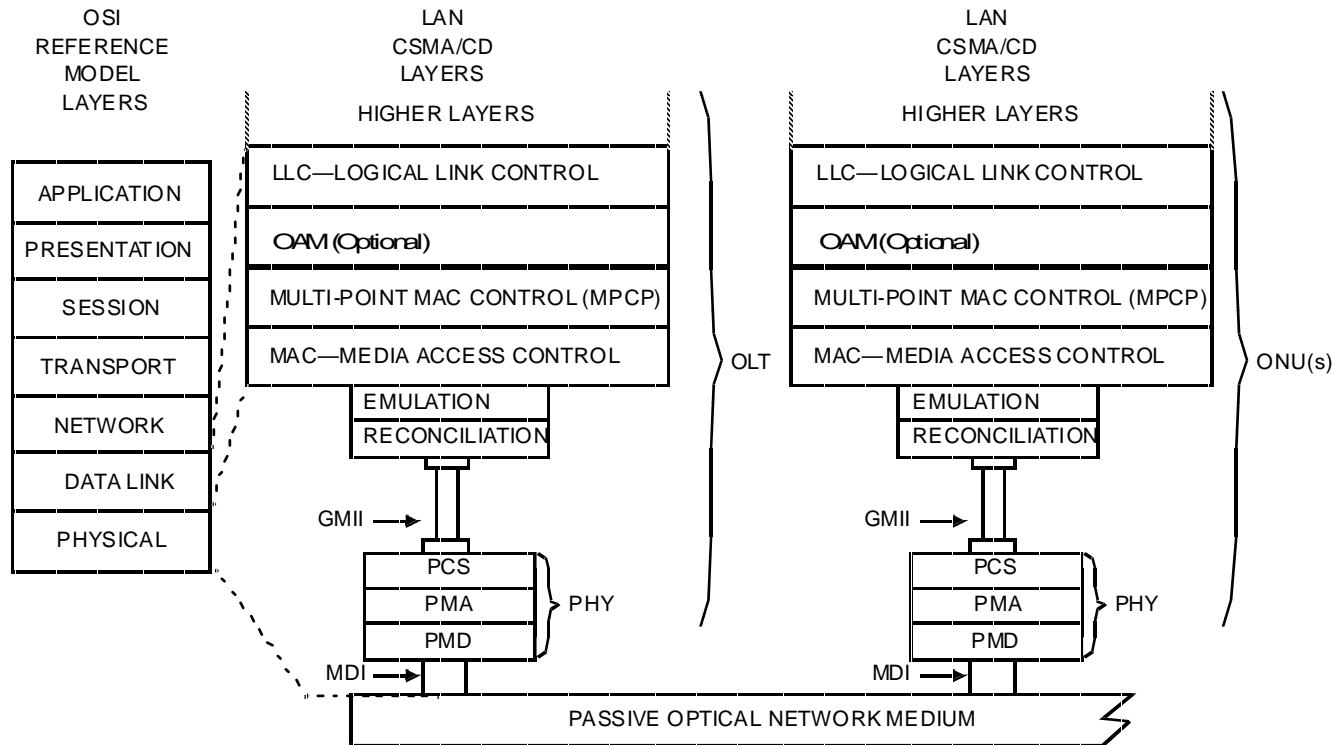 OSI
REFERENCE
MODEL
LAYERS
APPLICATION
PRESENTATION
SESSION
TRANSPORT
NETWORK
DATA LINK
PHYSICAL
LAN
CSMA/CD
LAYERS
HIGHER LAYERS
LLC—LOGICAL LINK CONTROL
OAM (Optional)
MULTI-POINT MAC CONTROL (MPCP)
MAC—MEDIA ACCESS CONTROL
EMULATION
RECONCILIATION
GMII
PCS
PMA
PMD
PHY
MDI
OLT
LAN
CSMA/CD
LAYERS
HIGHER LAYERS
LLC—LOGICAL LINK CONTROL
OAM (Optional)
MULTI-POINT MAC CONTROL (MPCP)
MAC—MEDIA ACCESS CONTROL
EMULATION
RECONCILIATION
GMII
PCS
PMA
PMD
PHY
MDI
ONU(s)
PASSIVE OPTICAL NETWORK MEDIUM